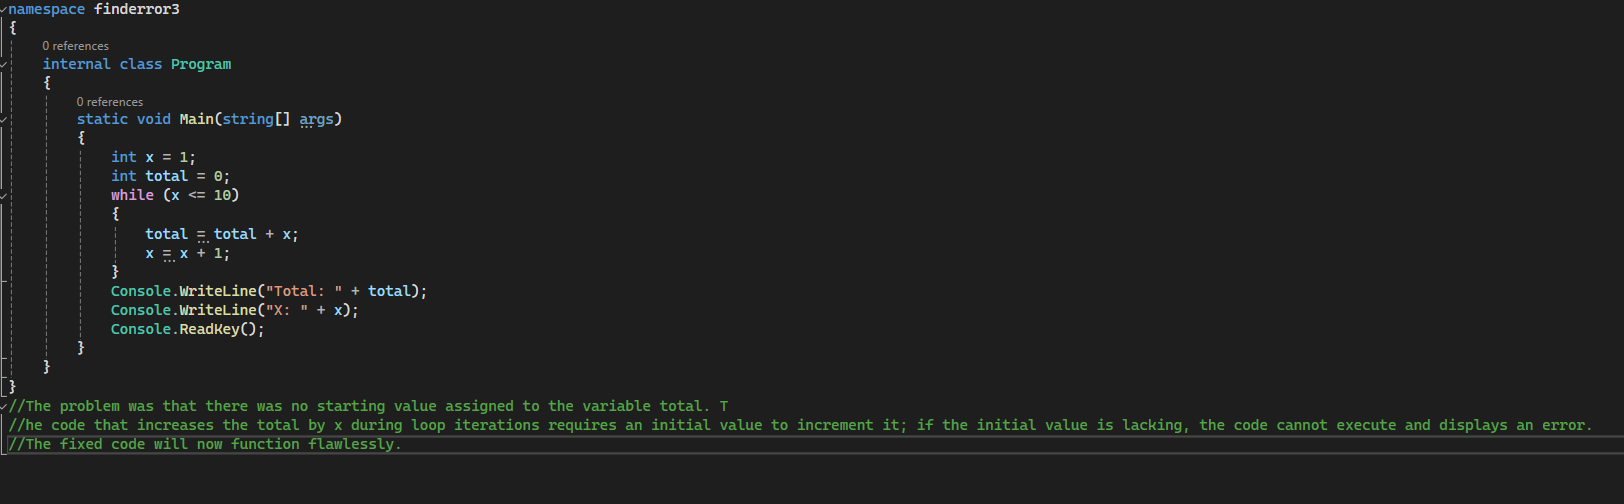 namespace finderror3
{
0 references
internal class Program
{
0 references
static void Main(string[] args)
{
int x = 1;
int total = 0;
while (x <= 10)
{
total = total + x;
x = x + 1;
}
Console.WriteLine("Total: " + total);
Console.WriteLine("X: " + x);
Console.ReadKey();
}
}
}
//The problem was that there was no starting value assigned to the variable total. T
//he code that increases the total by x during loop iterations requires an initial value to increment it; if the initial value is lacking, the code cannot execute and displays an error.
//The fixed code will now function flawlessly.